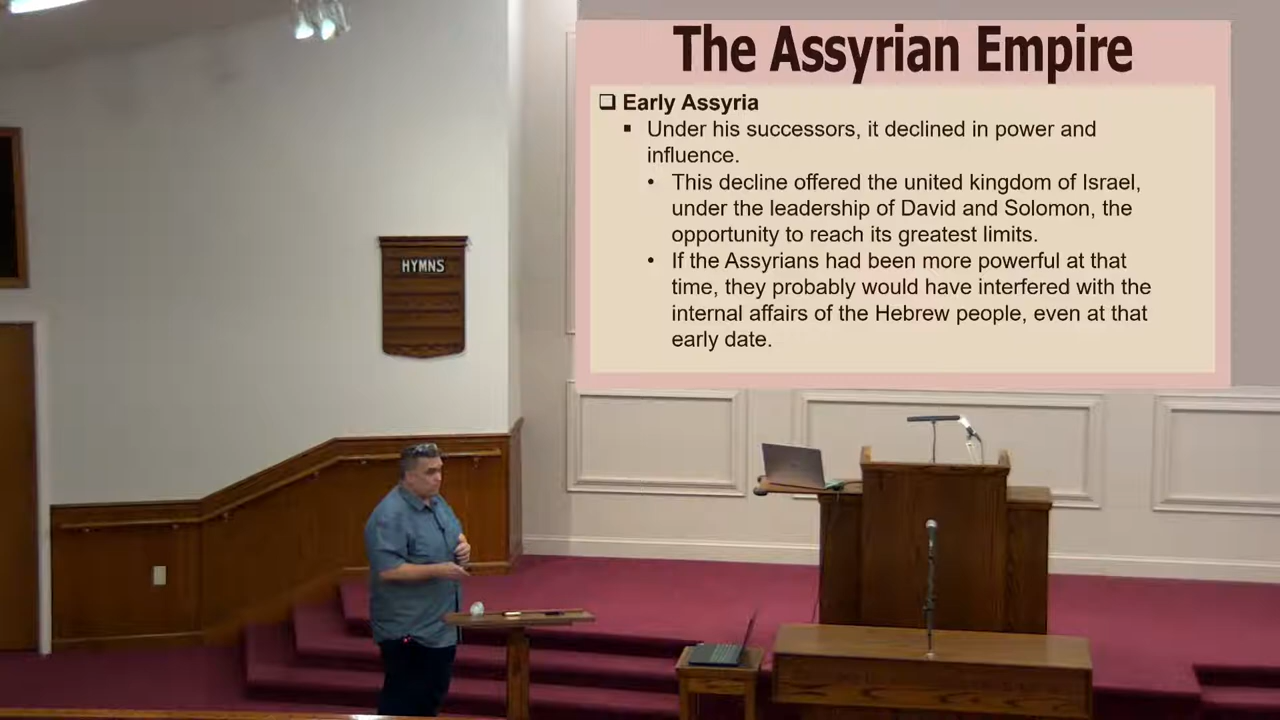 The Assyrian Empire
❑ Early Assyria
▪ Under his successors, it declined in power and
influence.
• This decline offered the united kingdom of Israel,
under the leadership of David and Solomon, the
opportunity to reach its greatest limits.
• If the Assyrians had been more powerful at that
time, they probably would have interfered with the
internal affairs of the Hebrew people, even at that
early date.
HYMNS